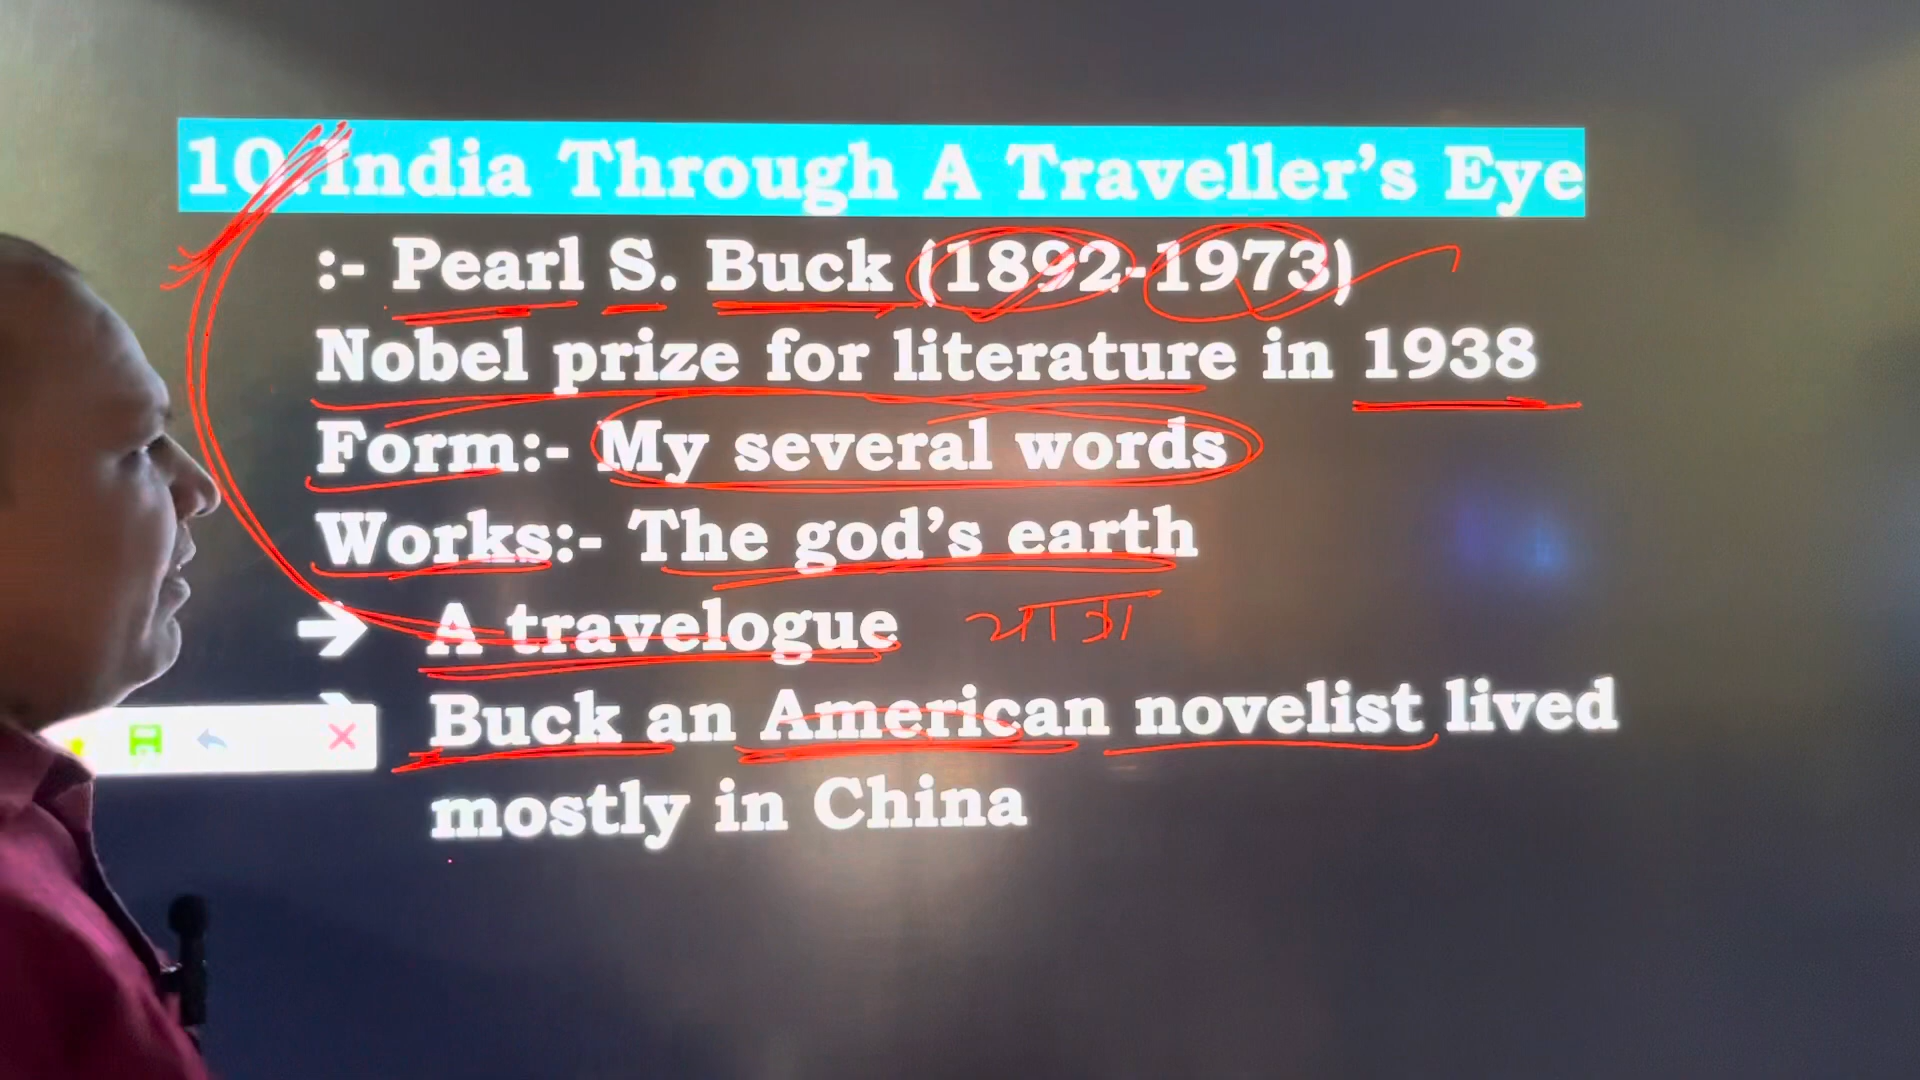 10.India Through A Traveller's Eye
:- Pearl S. Buck (1892-1973)
Nobel prize for literature in 1938
Form:- My several words
Works:- The god's earth
→ A travelogue यात्रा
Buck an American novelist lived
mostly in China